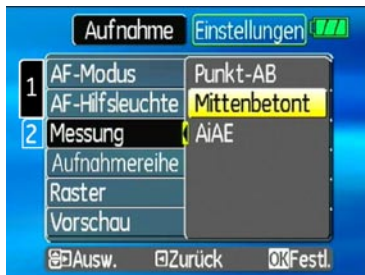 Aufnahme Einstellungen
1
AF-Modus Punkt-AB
AF-Hilfsleuchte Mittenbetont
2 Messung AiAE
Aufnahmereihe
Raster
Vorschau
Ausw. Zurück OK Festl.